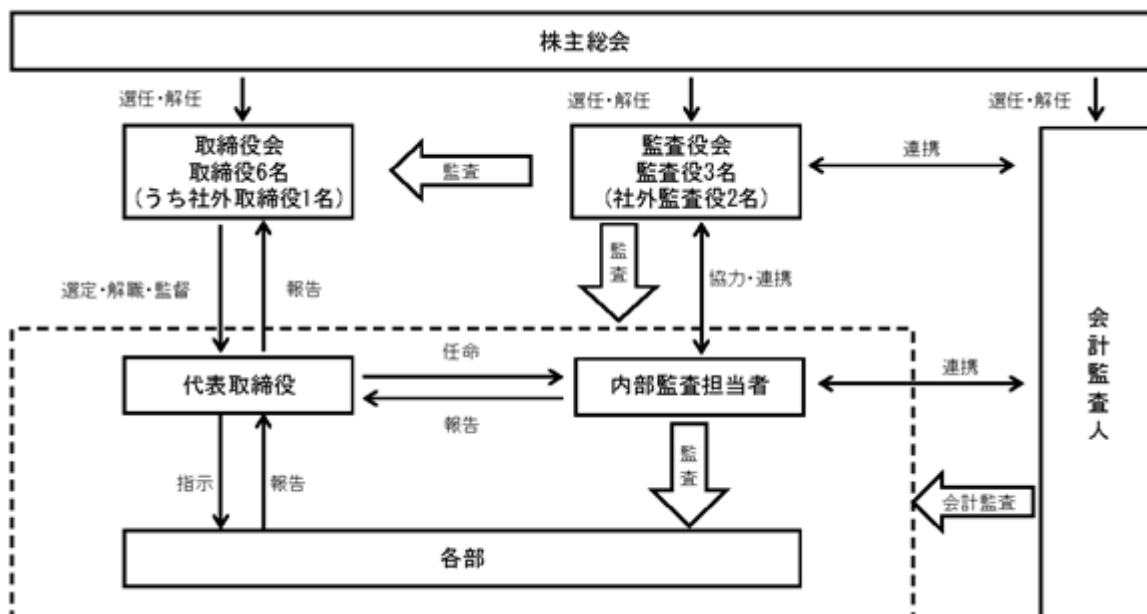 株主総会
選任・解任
選任・解任
選任・解任
取締役会
取締役6名
(うち社外取締役1名)
監査
監査役会
監査役3名
(社外監査役2名)
連携
選定・解職・監督
報告
監査
協力・連携
会計監査人
代表取締役
任命
報告
内部監査担当者
連携
指示
報告
監査
会計監査
各部